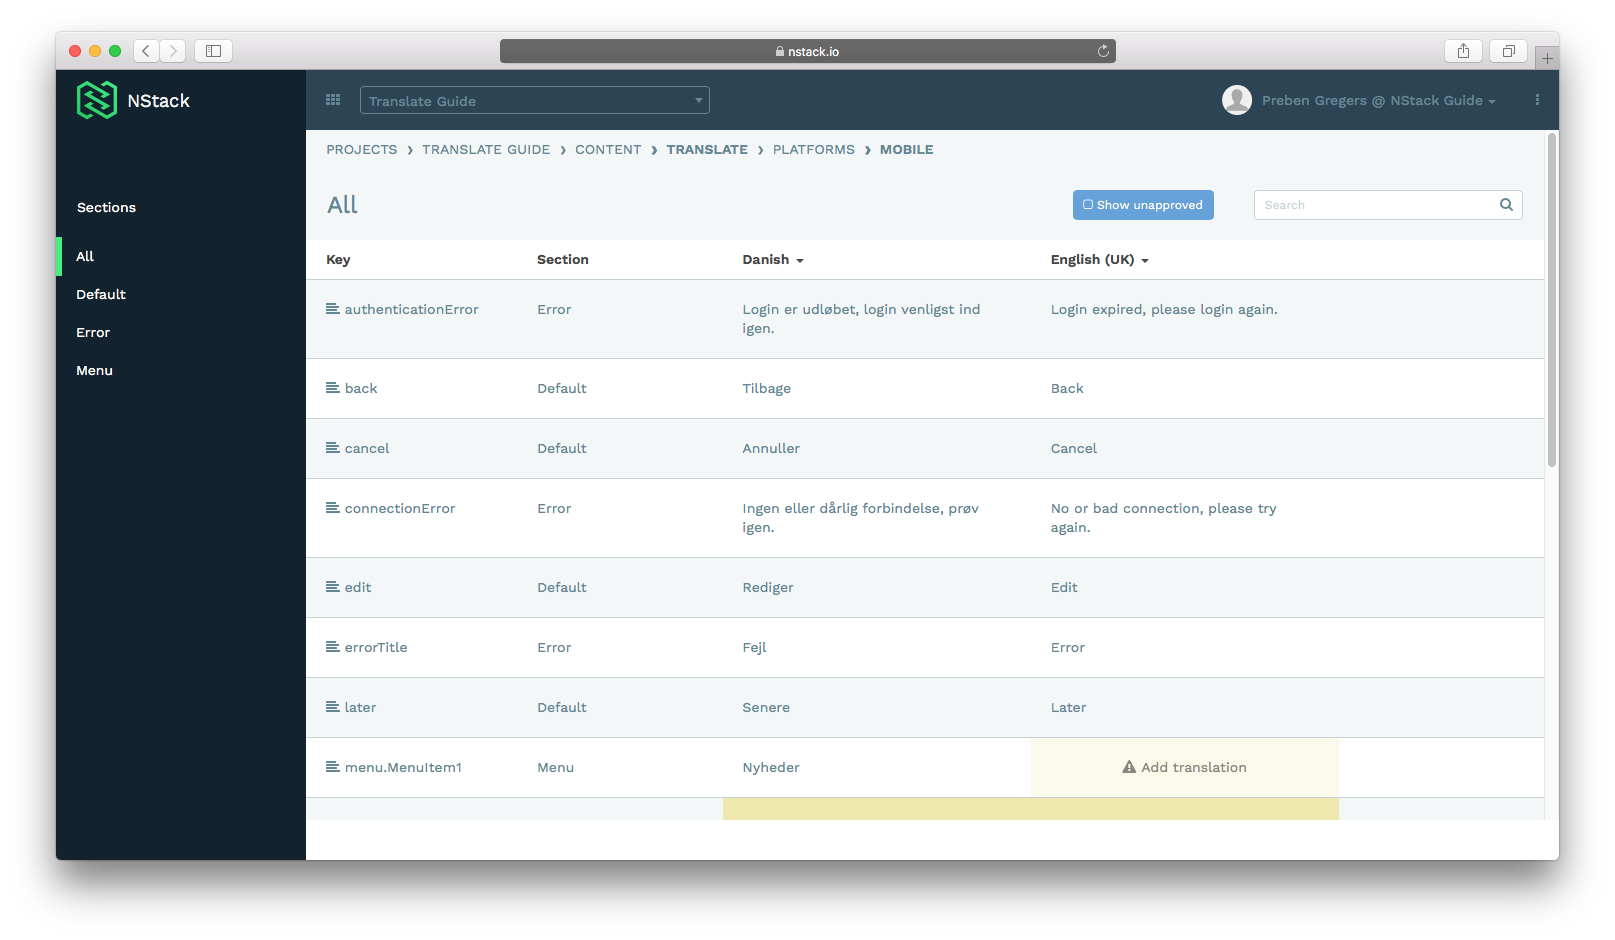 nstack.io
NStack
Translate Guide
Preben Gregers @ NStack Guide
PROJECTS › TRANSLATE GUIDE › CONTENT › TRANSLATE › PLATFORMS › MOBILE
Sections
All
Default
Error
Menu
All
Show unapproved
Search
Key Section Danish English (UK)
authenticationError Error Login er udløbet, login venligst ind Login expired, please login again.
igen.
back Default Tilbage Back
cancel Default Annuller Cancel
connectionError Error Ingen eller dårlig forbindelse, prøv No or bad connection, please try
igen. again.
edit Default Rediger Edit
errorTitle Error Fejl Error
later Default Senere Later
menu.MenuItem1 Menu Nyheder Add translation